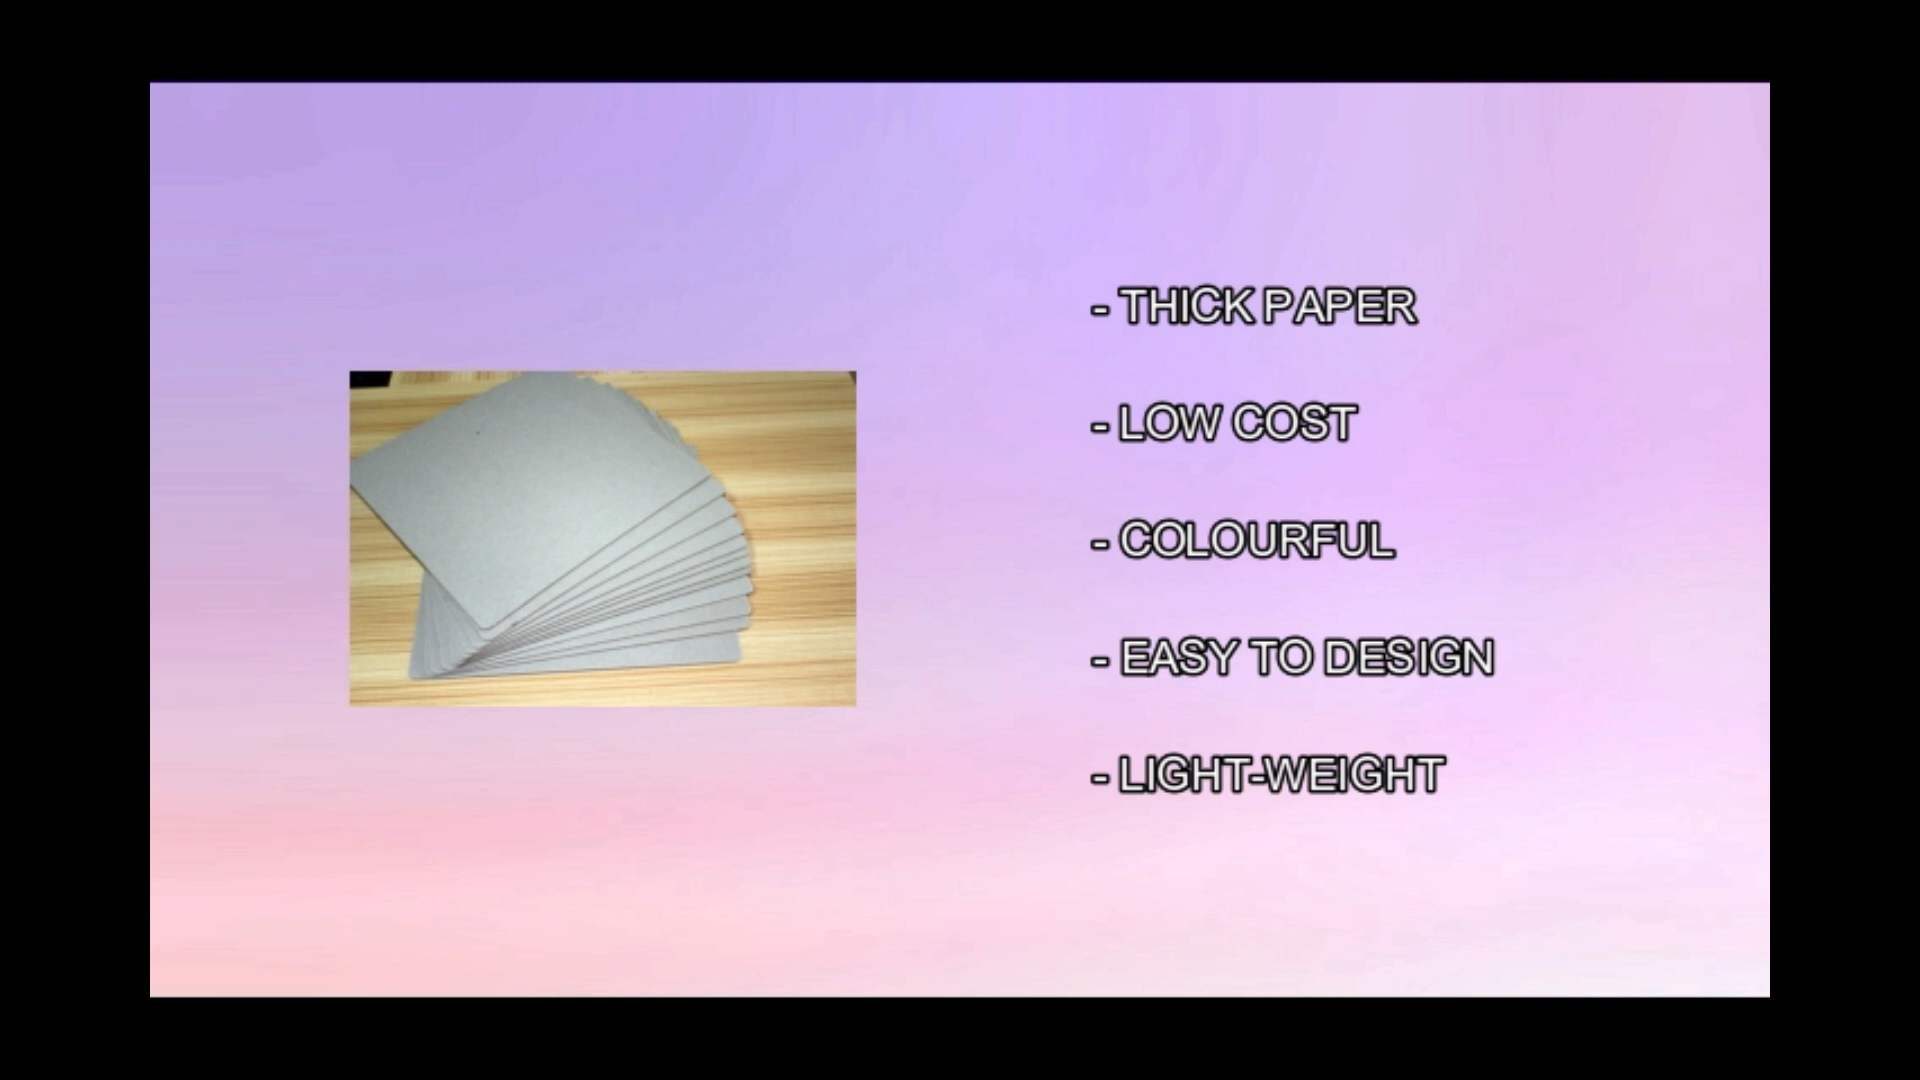 - THICK PAPER
- LOW COST
- COLOURFUL
- EASY TO DESIGN
- LIGHT-WEIGHT